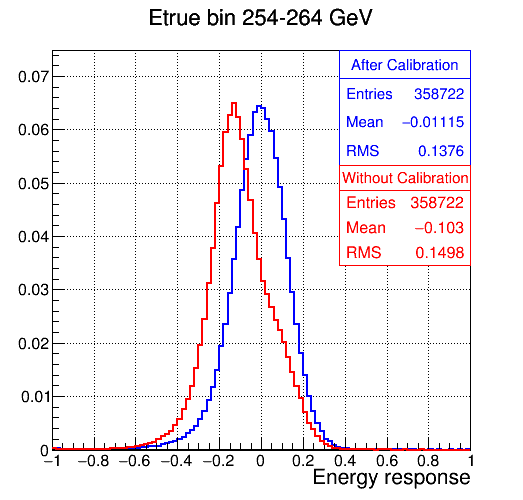 Etrue bin 254-264 GeV
After Calibration
Entries 358722
Mean −0.01115
RMS 0.1376
Without Calibration
Entries 358722
Mean −0.103
RMS 0.1498
0.07
0.06
0.05
0.04
0.03
0.02
0.01
0
−1 −0.8 −0.6 −0.4 −0.2 0 0.2 0.4 0.6 0.8 1
Energy response